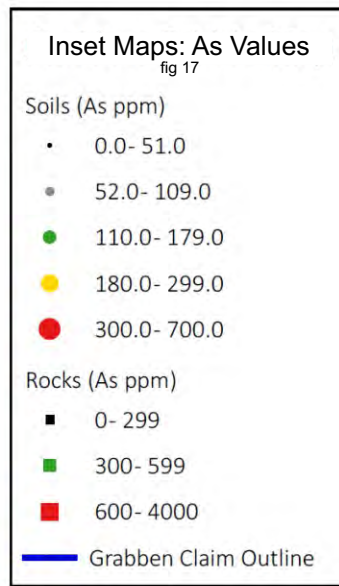 Inset Maps: As Values
fig 17
Soils (As ppm)
0.0- 51.0
52.0- 109.0
110.0- 179.0
180.0- 299.0
300.0- 700.0
Rocks (As ppm)
0- 299
300- 599
600- 4000
Grabben Claim Outline